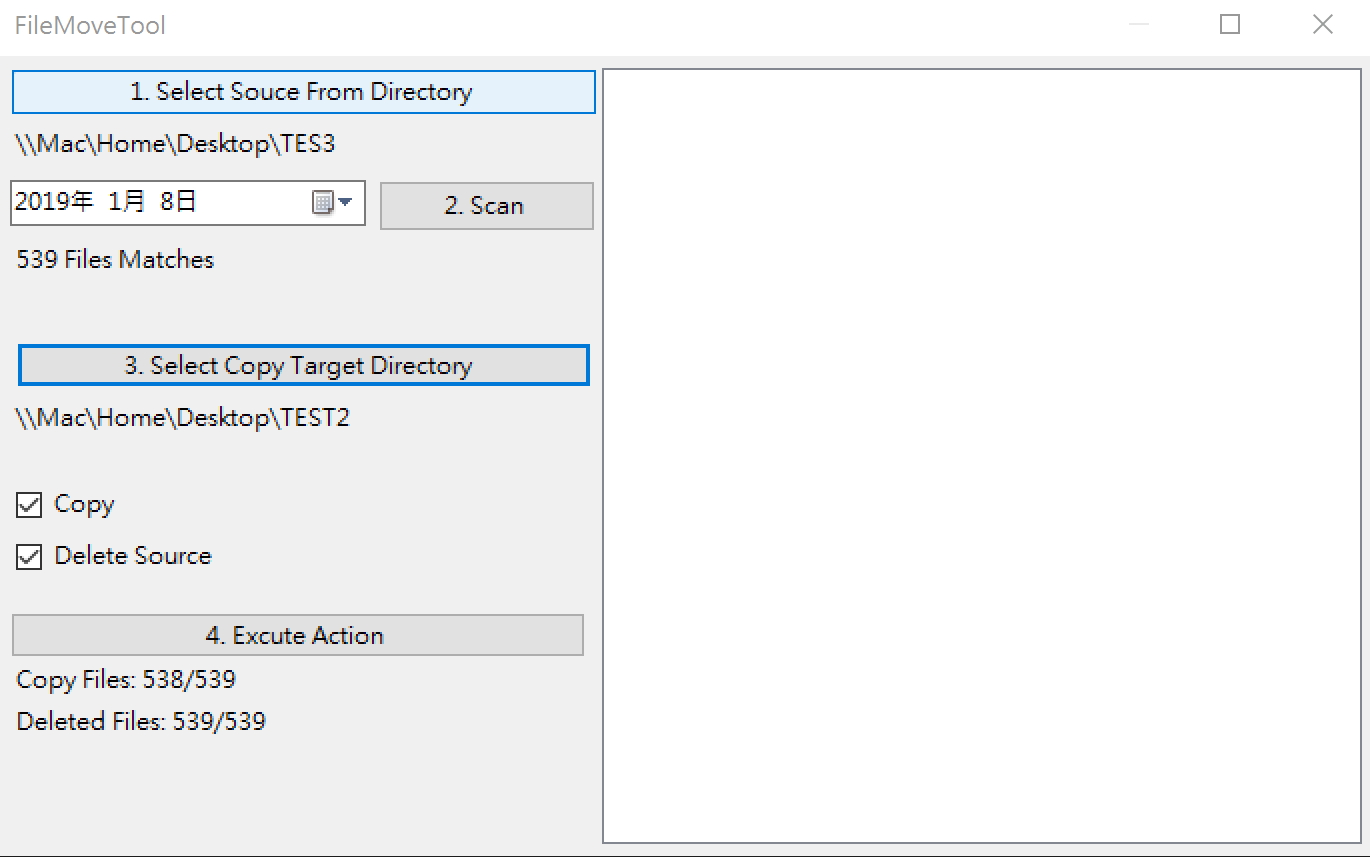 FileMoveTool
1. Select Souce From Directory
\\Mac\Home\Desktop\TES3
2019年 1月 8日
2. Scan
539 Files Matches
3. Select Copy Target Directory
\\Mac\Home\Desktop\TEST2
Copy
Delete Source
4. Excute Action
Copy Files: 538/539
Deleted Files: 539/539